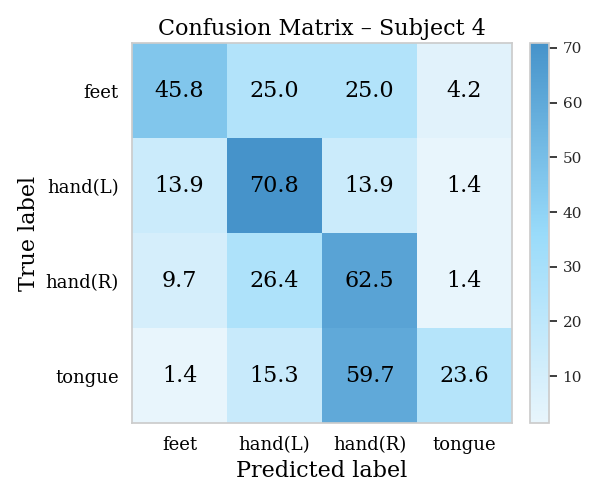 Confusion Matrix – Subject 4
feet 45.8 25.0 25.0 4.2
hand(L) 13.9 70.8 13.9 1.4
hand(R) 9.7 26.4 62.5 1.4
tongue 1.4 15.3 59.7 23.6
feet hand(L) hand(R) tongue
Predicted label
True label
70
60
50
40
30
20
10